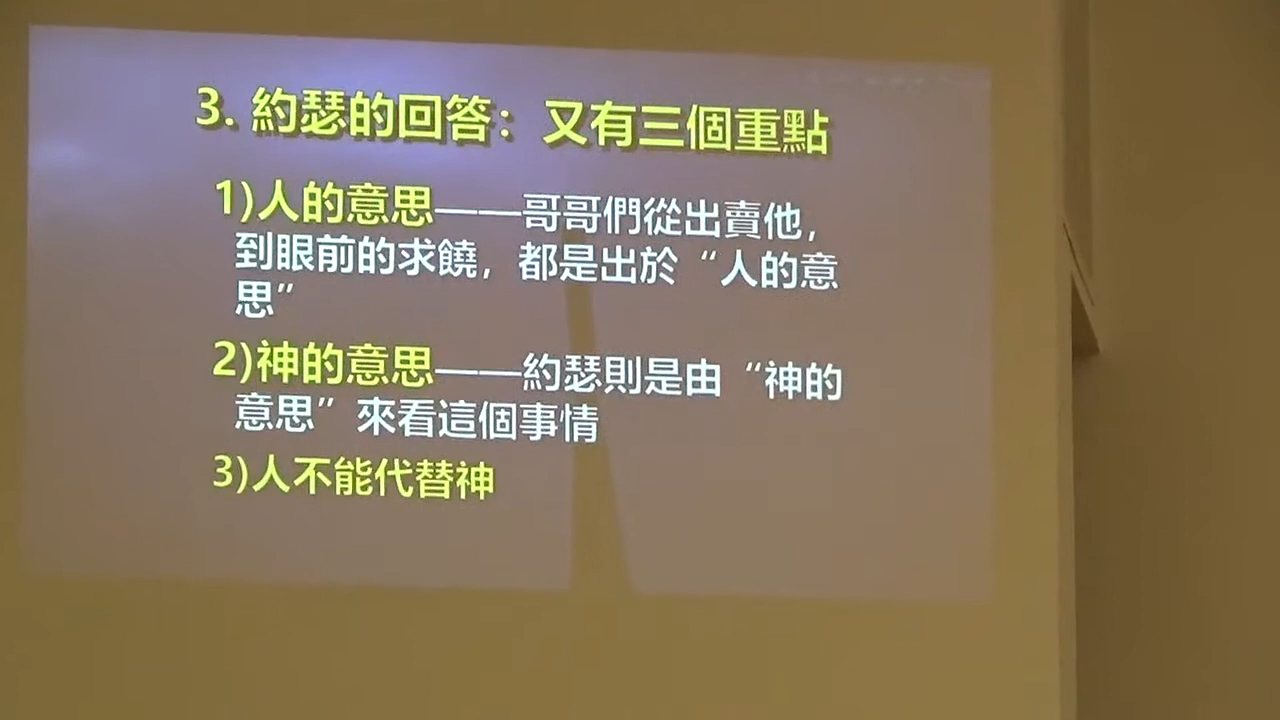 3. 約瑟的回答：又有三個重點
1)人的意思——哥哥們從出賣他，
到眼前的求饒，都是出於“人的意
思”
2)神的意思——約瑟則是由“神的
意思”來看這個事情
3)人不能代替神